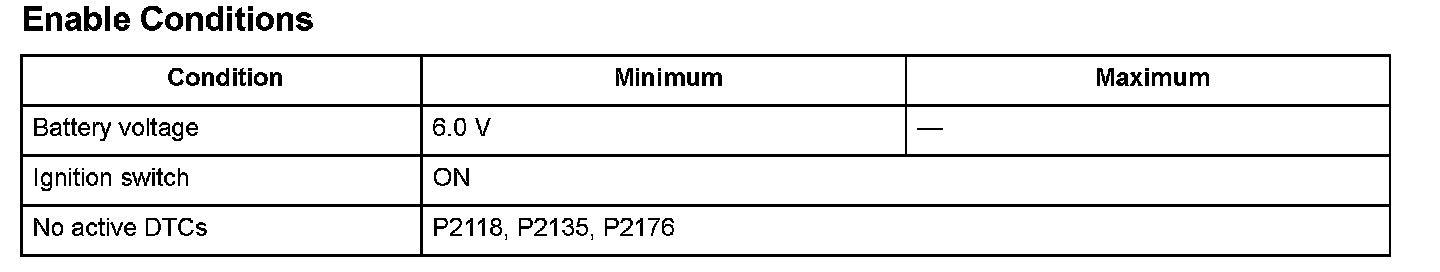 Enable Conditions
Condition Minimum Maximum
Battery voltage 6.0 V —
Ignition switch ON
No active DTCs P2118, P2135, P2176